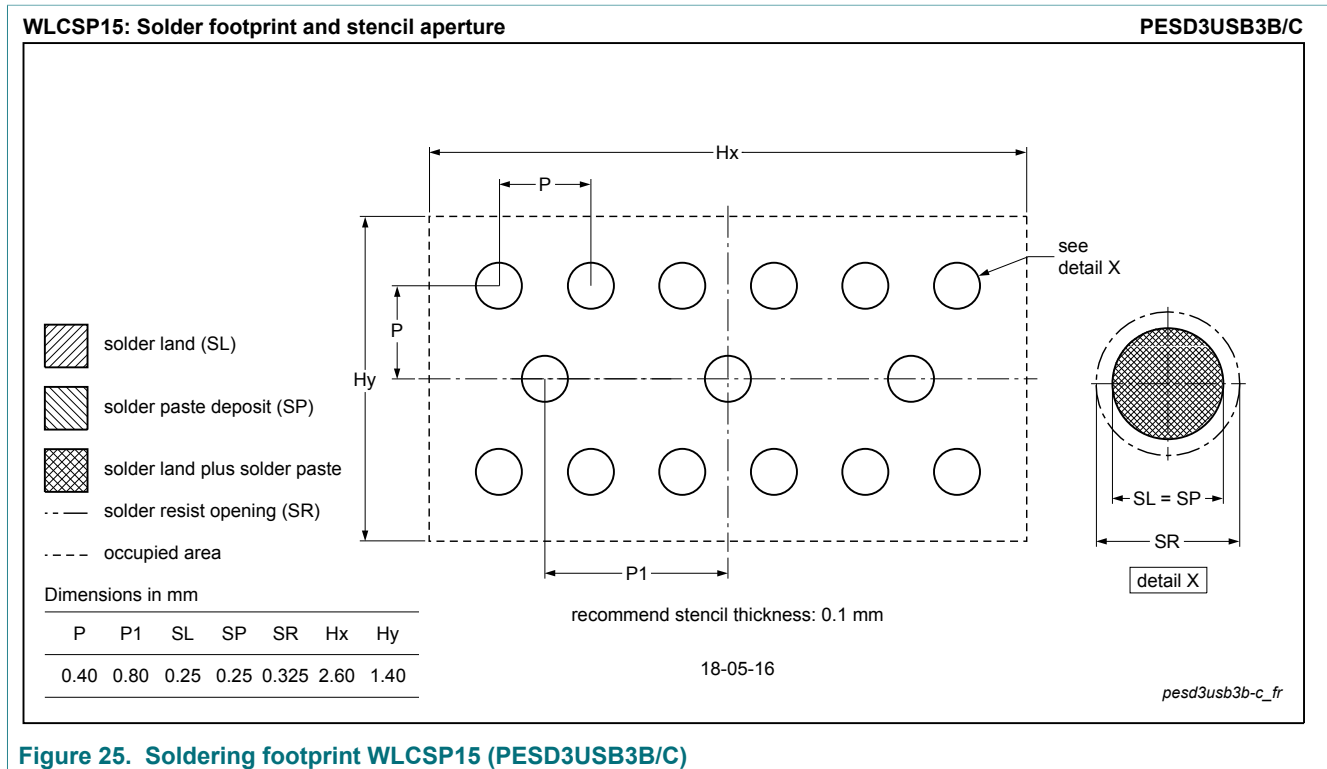 WLCSP15: Solder footprint and stencil aperture PESD3USB3B/C
Hx
P
see
detail X
P
Hy
solder land (SL)
solder paste deposit (SP)
solder land plus solder paste
solder resist opening (SR)
occupied area
SL = SP
SR
detail X
P1
Dimensions in mm
recommend stencil thickness: 0.1 mm
P P1 SL SP SR Hx Hy
0.40 0.80 0.25 0.25 0.325 2.60 1.40
18-05-16
pesd3usb3b-c_fr
Figure 25. Soldering footprint WLCSP15 (PESD3USB3B/C)